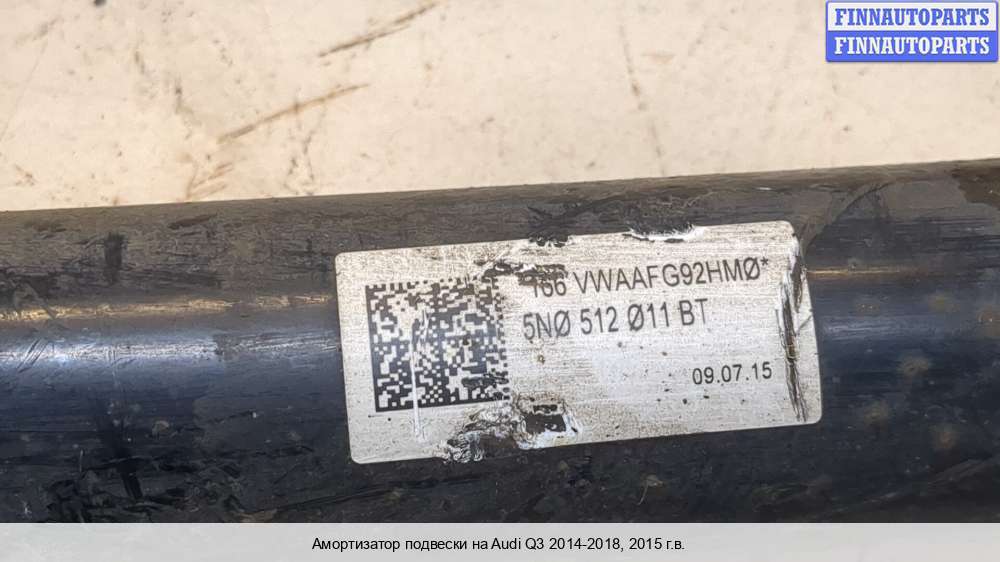 FINNAUTOPARTS
FINNAUTOPARTS
VWAAFG92HMØ*
5NØ 512 Ø11 BT
09.07.15
Амортизатор подвески на Audi Q3 2014-2018, 2015 г.в.